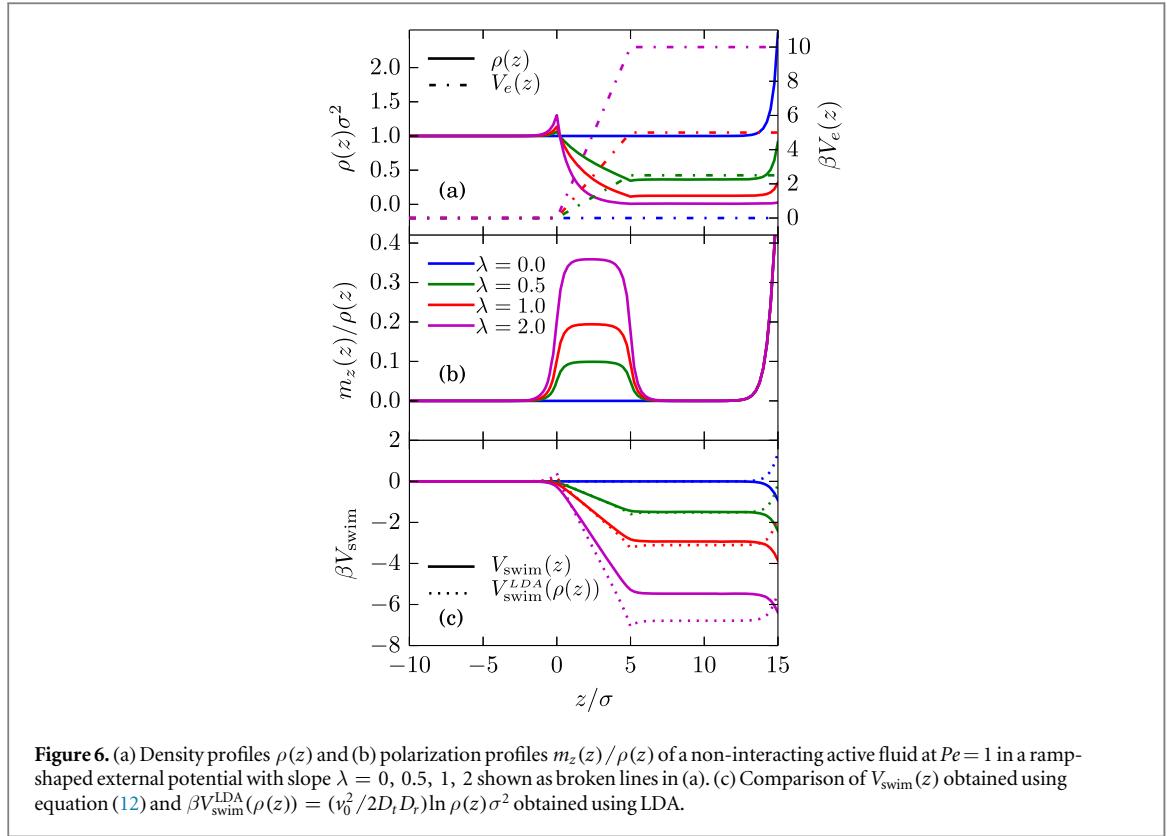 ρ(z)
V_e(z)
ρ(z)σ²
2.0
1.5
1.0
0.5
0.0
(a)
10
8
6
4
2
0
βV_e(z)
m_z(z)/ρ(z)
0.4
0.3
0.2
0.1
0.0
λ = 0.0
λ = 0.5
λ = 1.0
λ = 2.0
(b)
βV_swim
2
0
−2
−4
−6
−8
V_swim(z)
V_swim^LDA(ρ(z))
(c)
−10 −5 0 5 10 15
z/σ
Figure 6. (a) Density profiles ρ(z) and (b) polarization profiles m_z(z)/ρ(z) of a non-interacting active fluid at Pe = 1 in a ramp-
shaped external potential with slope λ = 0, 0.5, 1, 2 shown as broken lines in (a). (c) Comparison of V_swim(z) obtained using
equation (12) and βV_swim^LDA(ρ(z)) = (v_0^2/2D_t D_r)ln ρ(z)σ² obtained using LDA.